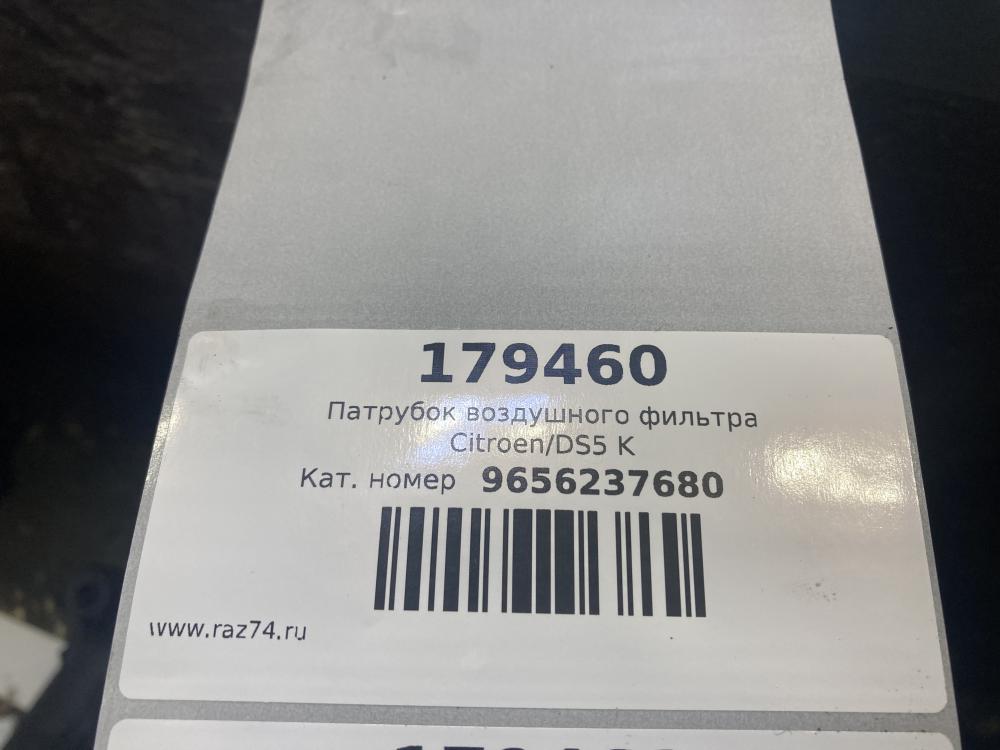 179460
Патрубок воздушного фильтра
Citroen/DS5 K
Кат. номер 9656237680
www.raz74.ru